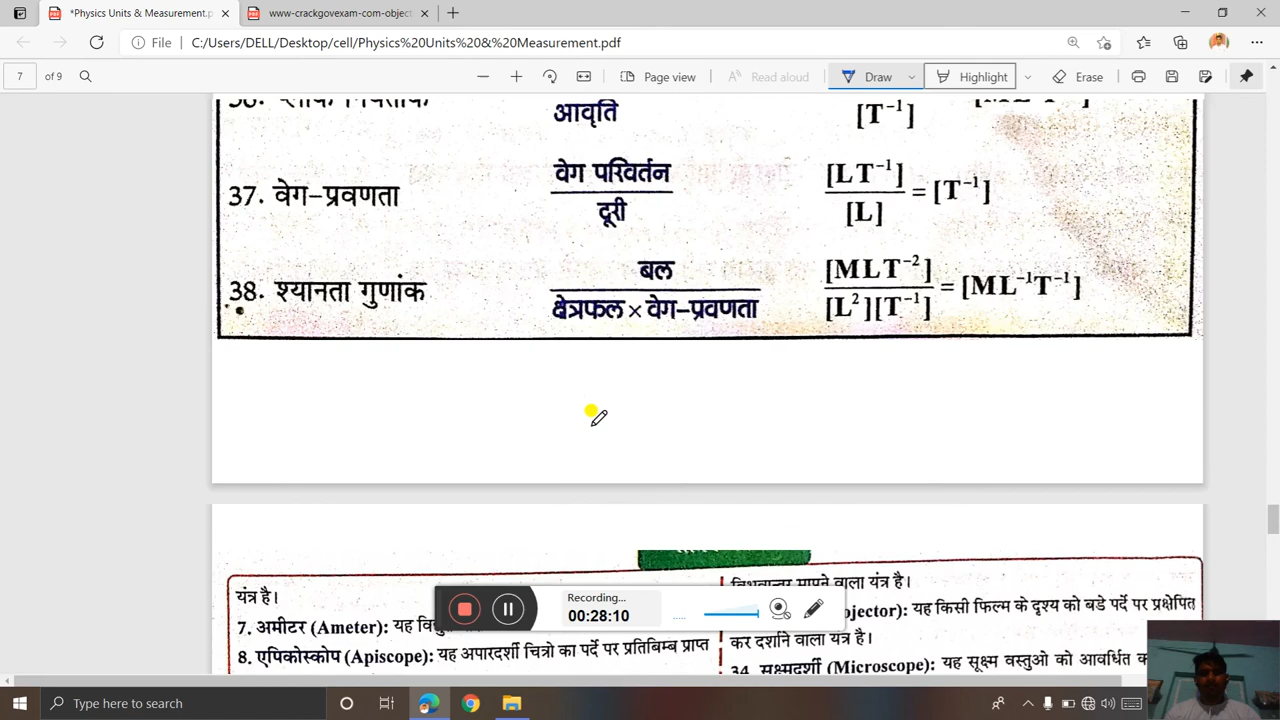 *Physics Units & Measurement.p
www-crackgovexam-com-object
File
C:/Users/DELL/Desktop/cell/Physics%20Units%20&%20Measurement.pdf
7
of 9
Page view
Read aloud
Draw
Highlight
Erase
आवृति
[T⁻¹]
37. वेग-प्रवणता
वेग परिवर्तन
दूरी
[LT⁻¹]
[L]
= [T⁻¹]
38. श्यानता गुणांक
बल
क्षेत्रफल × वेग-प्रवणता
[MLT⁻²]
[L²][T⁻¹]
= [ML⁻¹T⁻¹]
यंत्र है।
7. अमीटर (Ameter): यह
8. एपिकोस्कोप (Apiscope): यह अपारदर्शी चित्रो का पर्दे पर प्रतिबिम्ब प्राप्त
मापने वाला यंत्र है।
ojector): यह किसी फिल्म के दृश्य को बडे पर्दे पर प्रक्षेपित
कर दर्शाने वाला यंत्र है।
34. सूक्ष्मदर्शी (Microscope): यह सूक्ष्म वस्तुओ को आवर्धित
Recording...
00:28:10
Type here to search